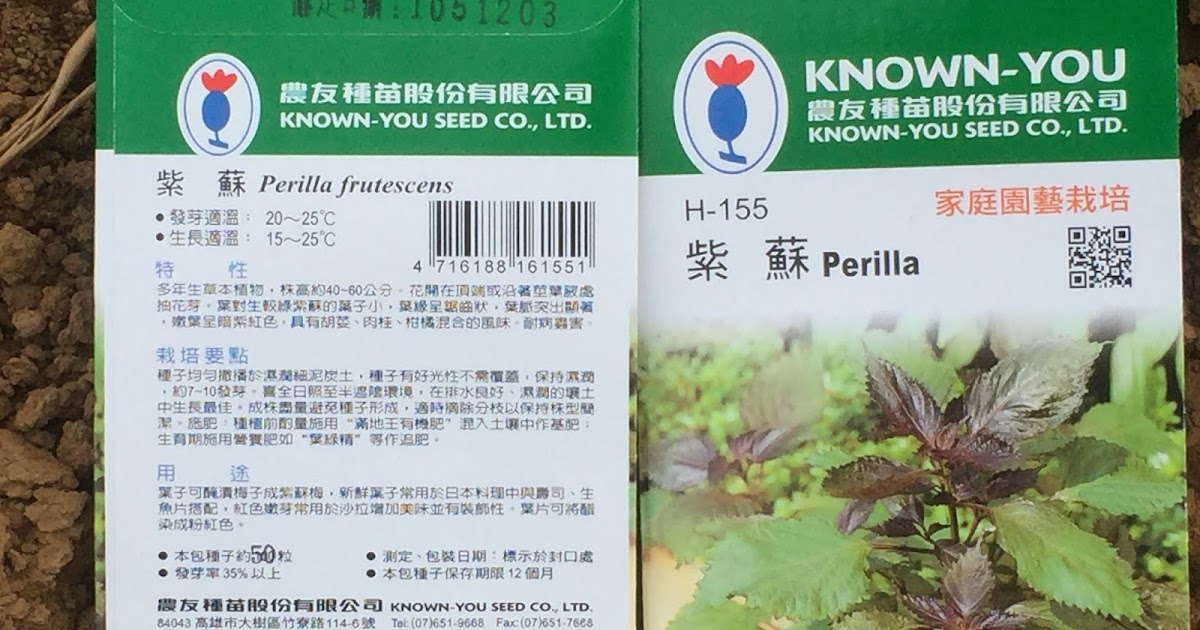 1051203
農友種苗股份有限公司
KNOWN-YOU SEED CO., LTD.
紫 蘇 Perilla frutescens
● 發芽適溫： 20～25℃
● 生長適溫： 15～25℃
4 716188 161551
特 性
多年生草本植物，株高約40~60公分。花開在頂端或沿著莖葉腋處
抽花芽。葉對生較綠紫蘇的葉子小，葉緣呈鋸齒狀，葉脈突出顯著
，嫩葉呈暗紫紅色。具有胡荽、肉桂、柑橘混合的風味。耐病蟲害。
栽培要點
種子均勻撒播於濕潤細泥炭土，種子有好光性不需覆蓋，保持濕潤
，約7~10發芽。喜全日照至半遮陰環境，在排水良好、濕潤的壤土
中生長最佳。成株盡量避免種子形成，適時摘除分枝以保持株型簡
潔。施肥：種植前酌量施用“滿地王有機肥”混入土壤中作基肥；
生育期施用營養肥如“葉綠精”等作追肥。
用 途
葉子可醃漬梅子成紫蘇梅，新鮮葉子常用於日本料理中與壽司、生
魚片搭配，紅色嫩芽常用於沙拉增加美味並有裝飾性。葉片可將醋
染成粉紅色。
● 本包種子約50粒
● 測定、包裝日期：標示於封口處
● 發芽率35%以上
● 本包種子保存期限12個月
農友種苗股份有限公司 KNOWN-YOU SEED CO., LTD.
84043 高雄市大樹區竹寮路114-6號 Tel:(07)651-9668 Fax:(07)651-7668
KNOWN-YOU
農友種苗股份有限公司
KNOWN-YOU SEED CO., LTD.
H-155
家庭園藝栽培
紫 蘇 Perilla